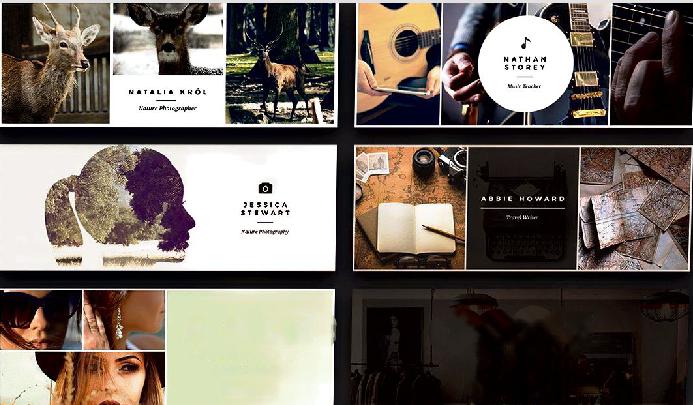 NATALIA KRÓL
Nature Photographer
NATHAN
STOREY
Music Teacher
JESSICA
STEWART
Nature Photography
ABBIE HOWARD
Travel Writer